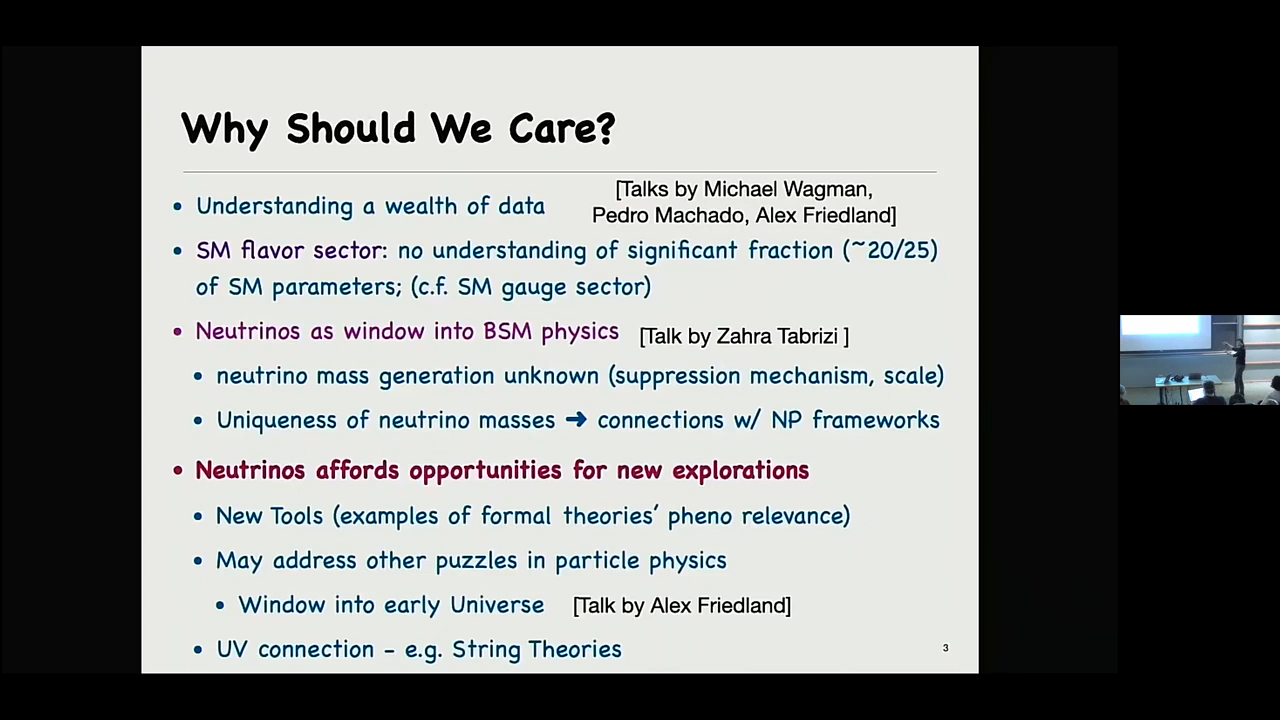 Why Should We Care?
• Understanding a wealth of data
[Talks by Michael Wagman,
Pedro Machado, Alex Friedland]
• SM flavor sector: no understanding of significant fraction (~20/25)
of SM parameters; (c.f. SM gauge sector)
• Neutrinos as window into BSM physics [Talk by Zahra Tabrizi ]
• neutrino mass generation unknown (suppression mechanism, scale)
• Uniqueness of neutrino masses ➜ connections w/ NP frameworks
• Neutrinos affords opportunities for new explorations
• New Tools (examples of formal theories’ pheno relevance)
• May address other puzzles in particle physics
• Window into early Universe [Talk by Alex Friedland]
• UV connection – e.g. String Theories
3